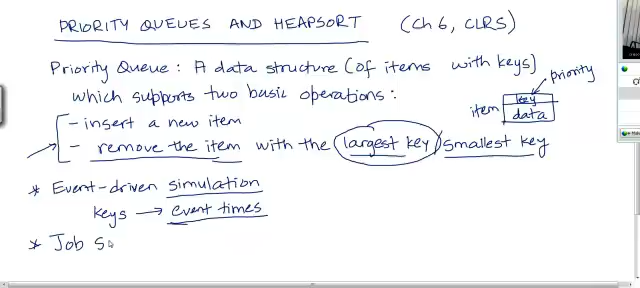 PRIORITY QUEUES AND HEAPSORT (Ch 6, CLRS)
Priority Queue: A data structure (of items with keys)
which supports two basic operations:
priority
item key
data
- insert a new item
- remove the item with the largest key/smallest key
* Event-driven simulation
keys → event times
* Job S